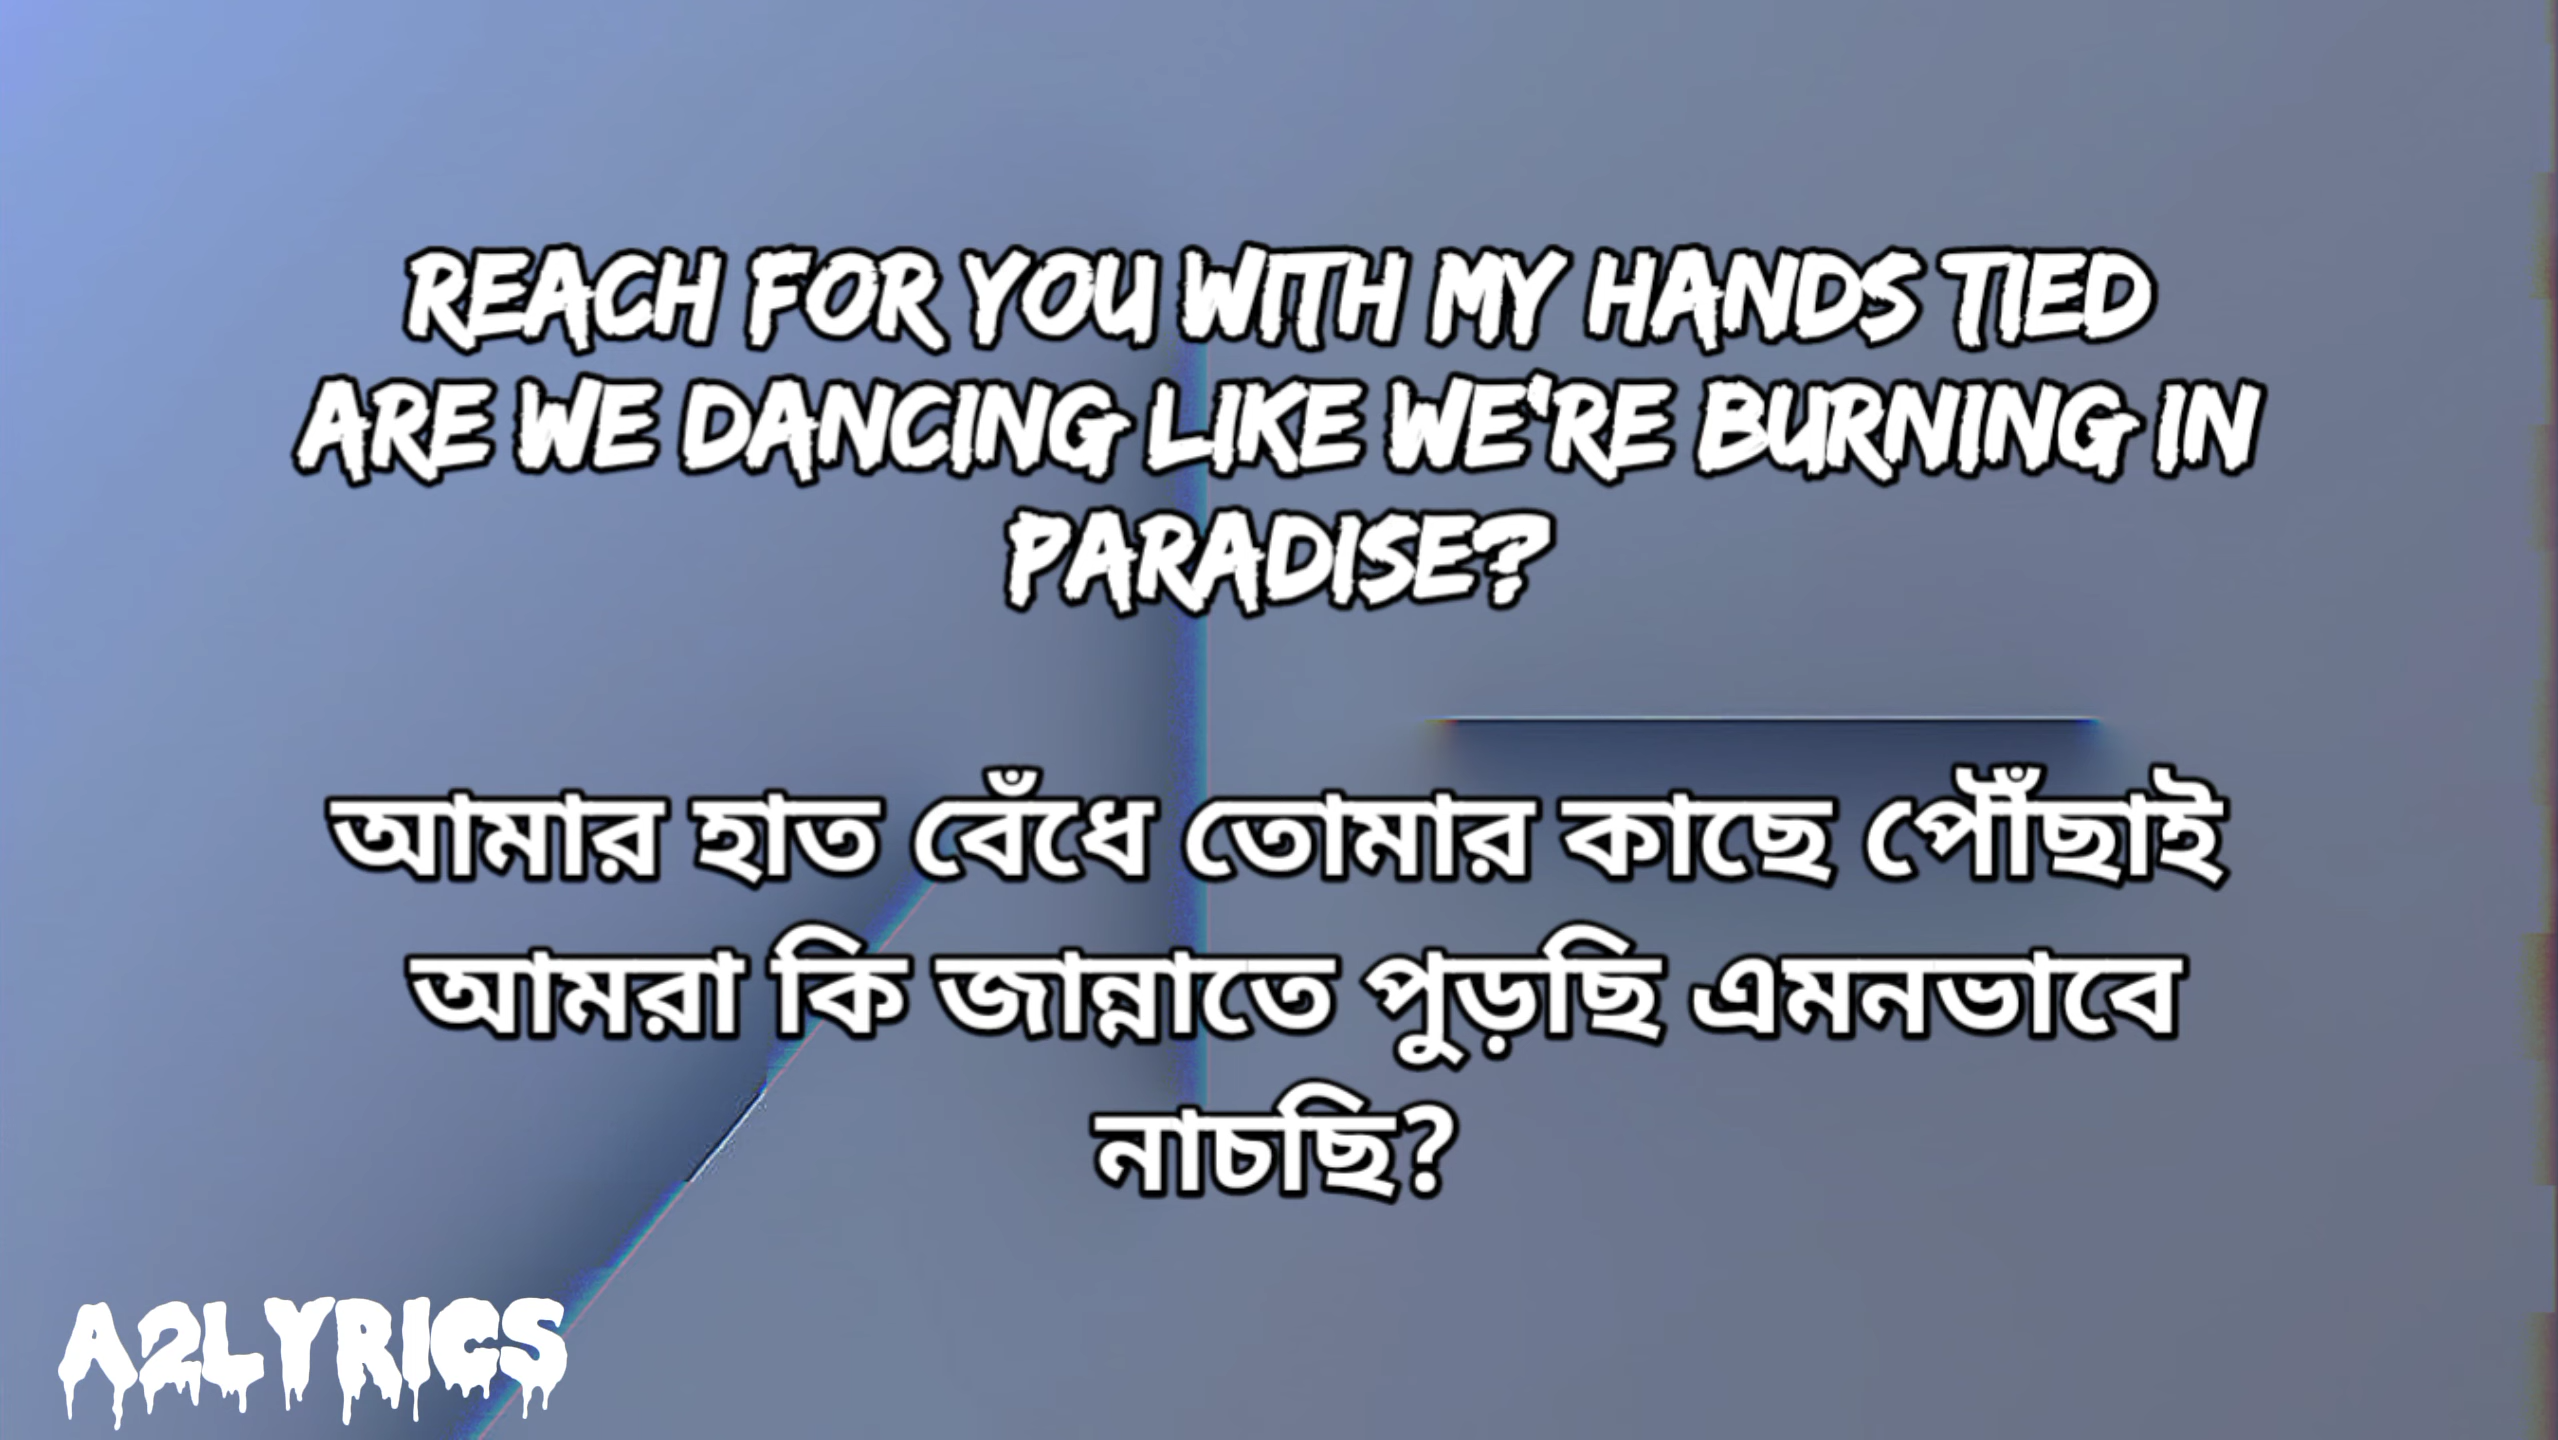 REACH FOR YOU WITH MY HANDS TIED
ARE WE DANCING LIKE WE'RE BURNING IN
PARADISE?
আমার হাত বেঁধে তোমার কাছে পৌঁছাই
আমরা কি জান্নাতে পুড়ছি এমনভাবে
নাচছি?
A2LYRICS